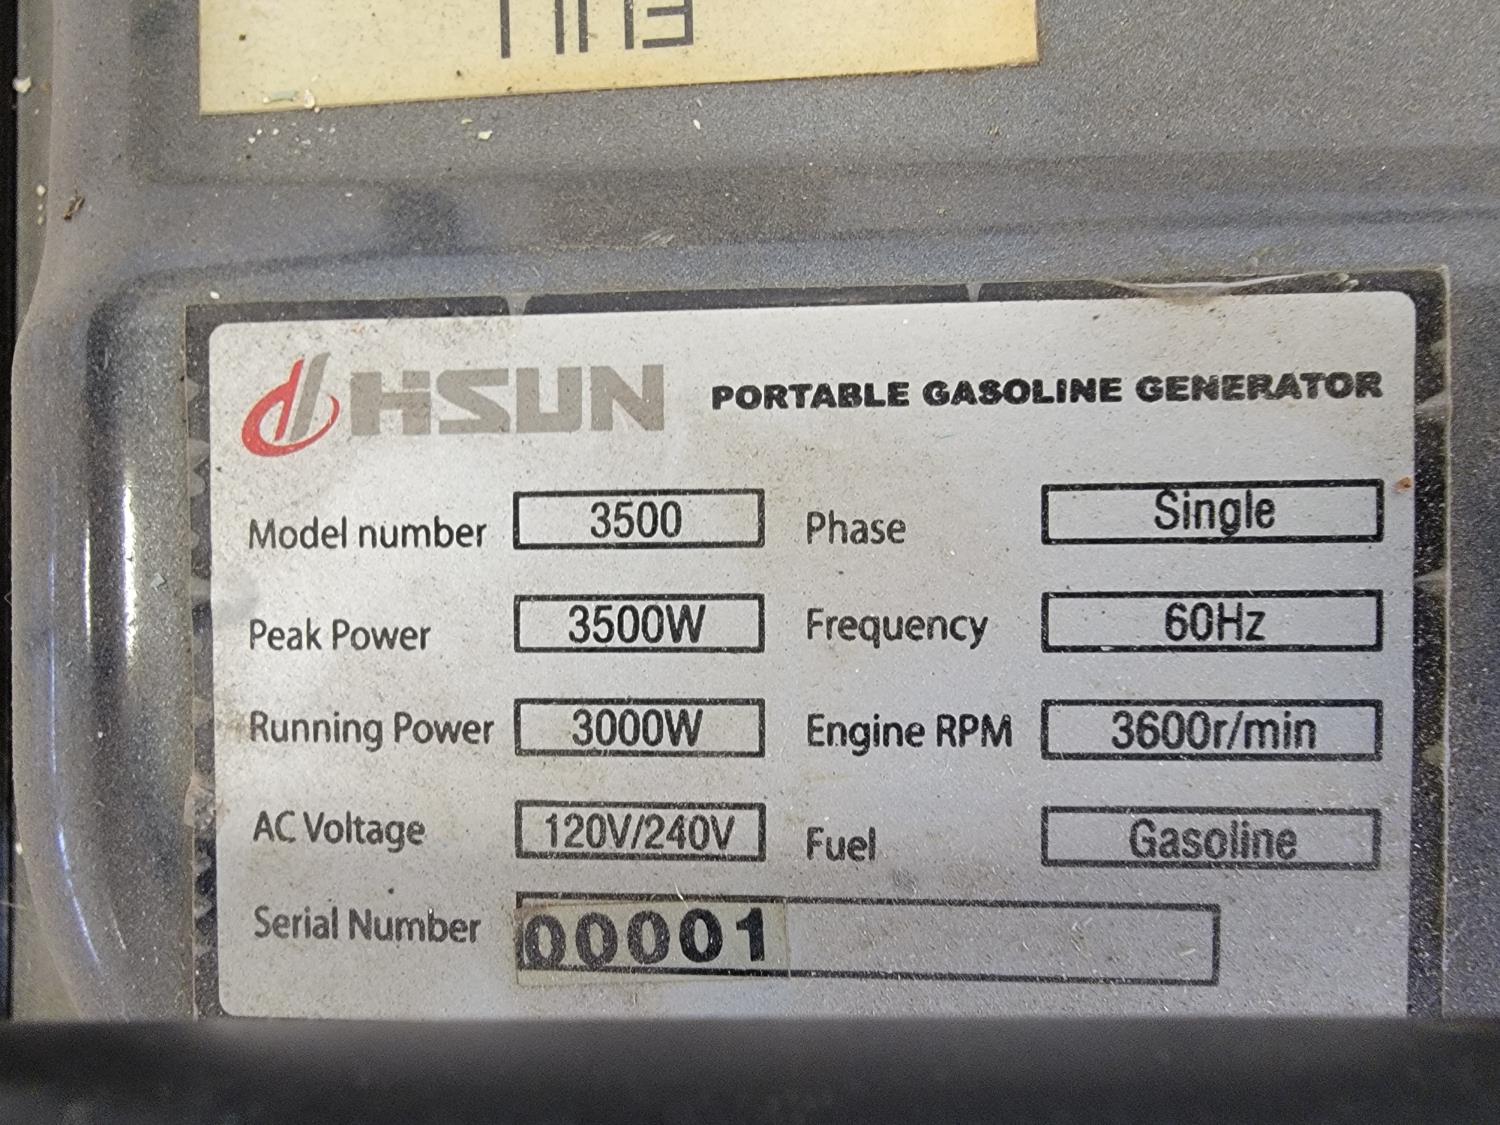 HSUN PORTABLE GASOLINE GENERATOR
Model number 3500 Phase Single
Peak Power 3500W Frequency 60Hz
Running Power 3000W Engine RPM 3600r/min
AC Voltage 120V/240V Fuel Gasoline
Serial Number 00001